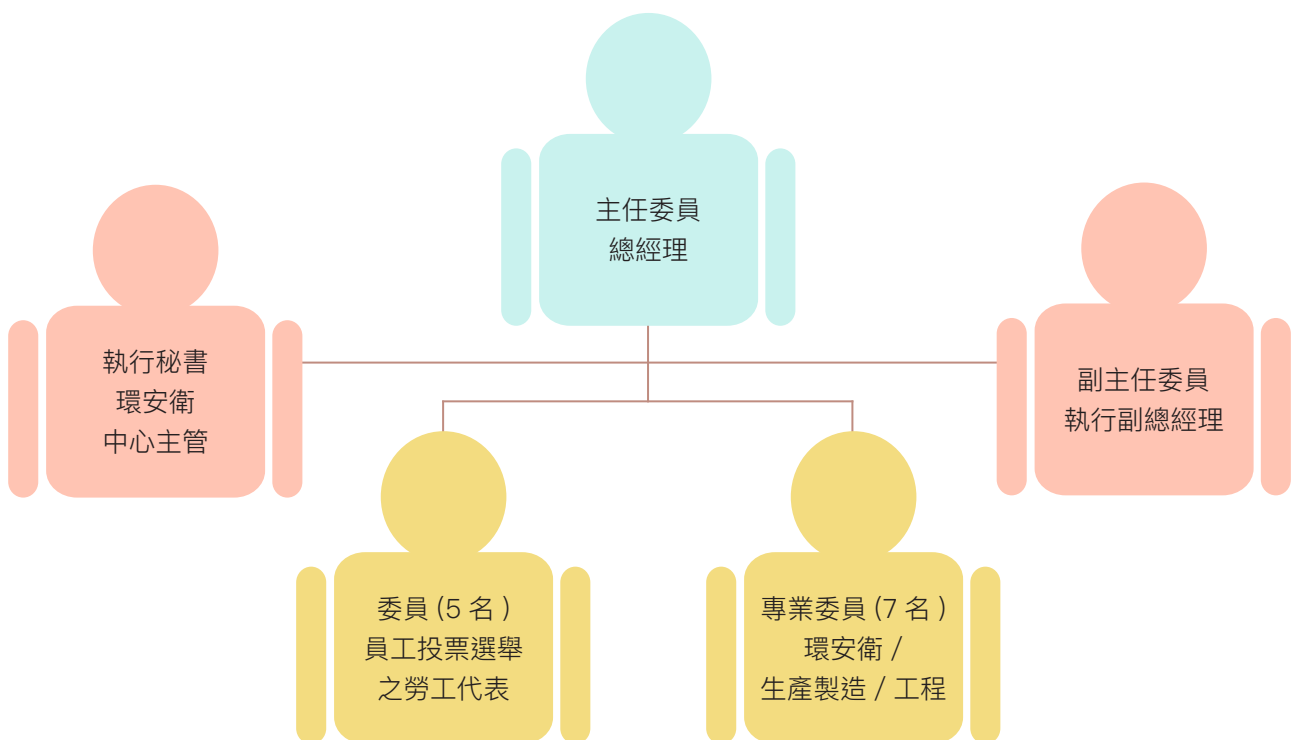 主任委員
總經理
執行秘書
環安衛
中心主管
副主任委員
執行副總經理
委員 (5 名 )
員工投票選舉
之勞工代表
專業委員 (7 名 )
環安衛 /
生產製造 / 工程